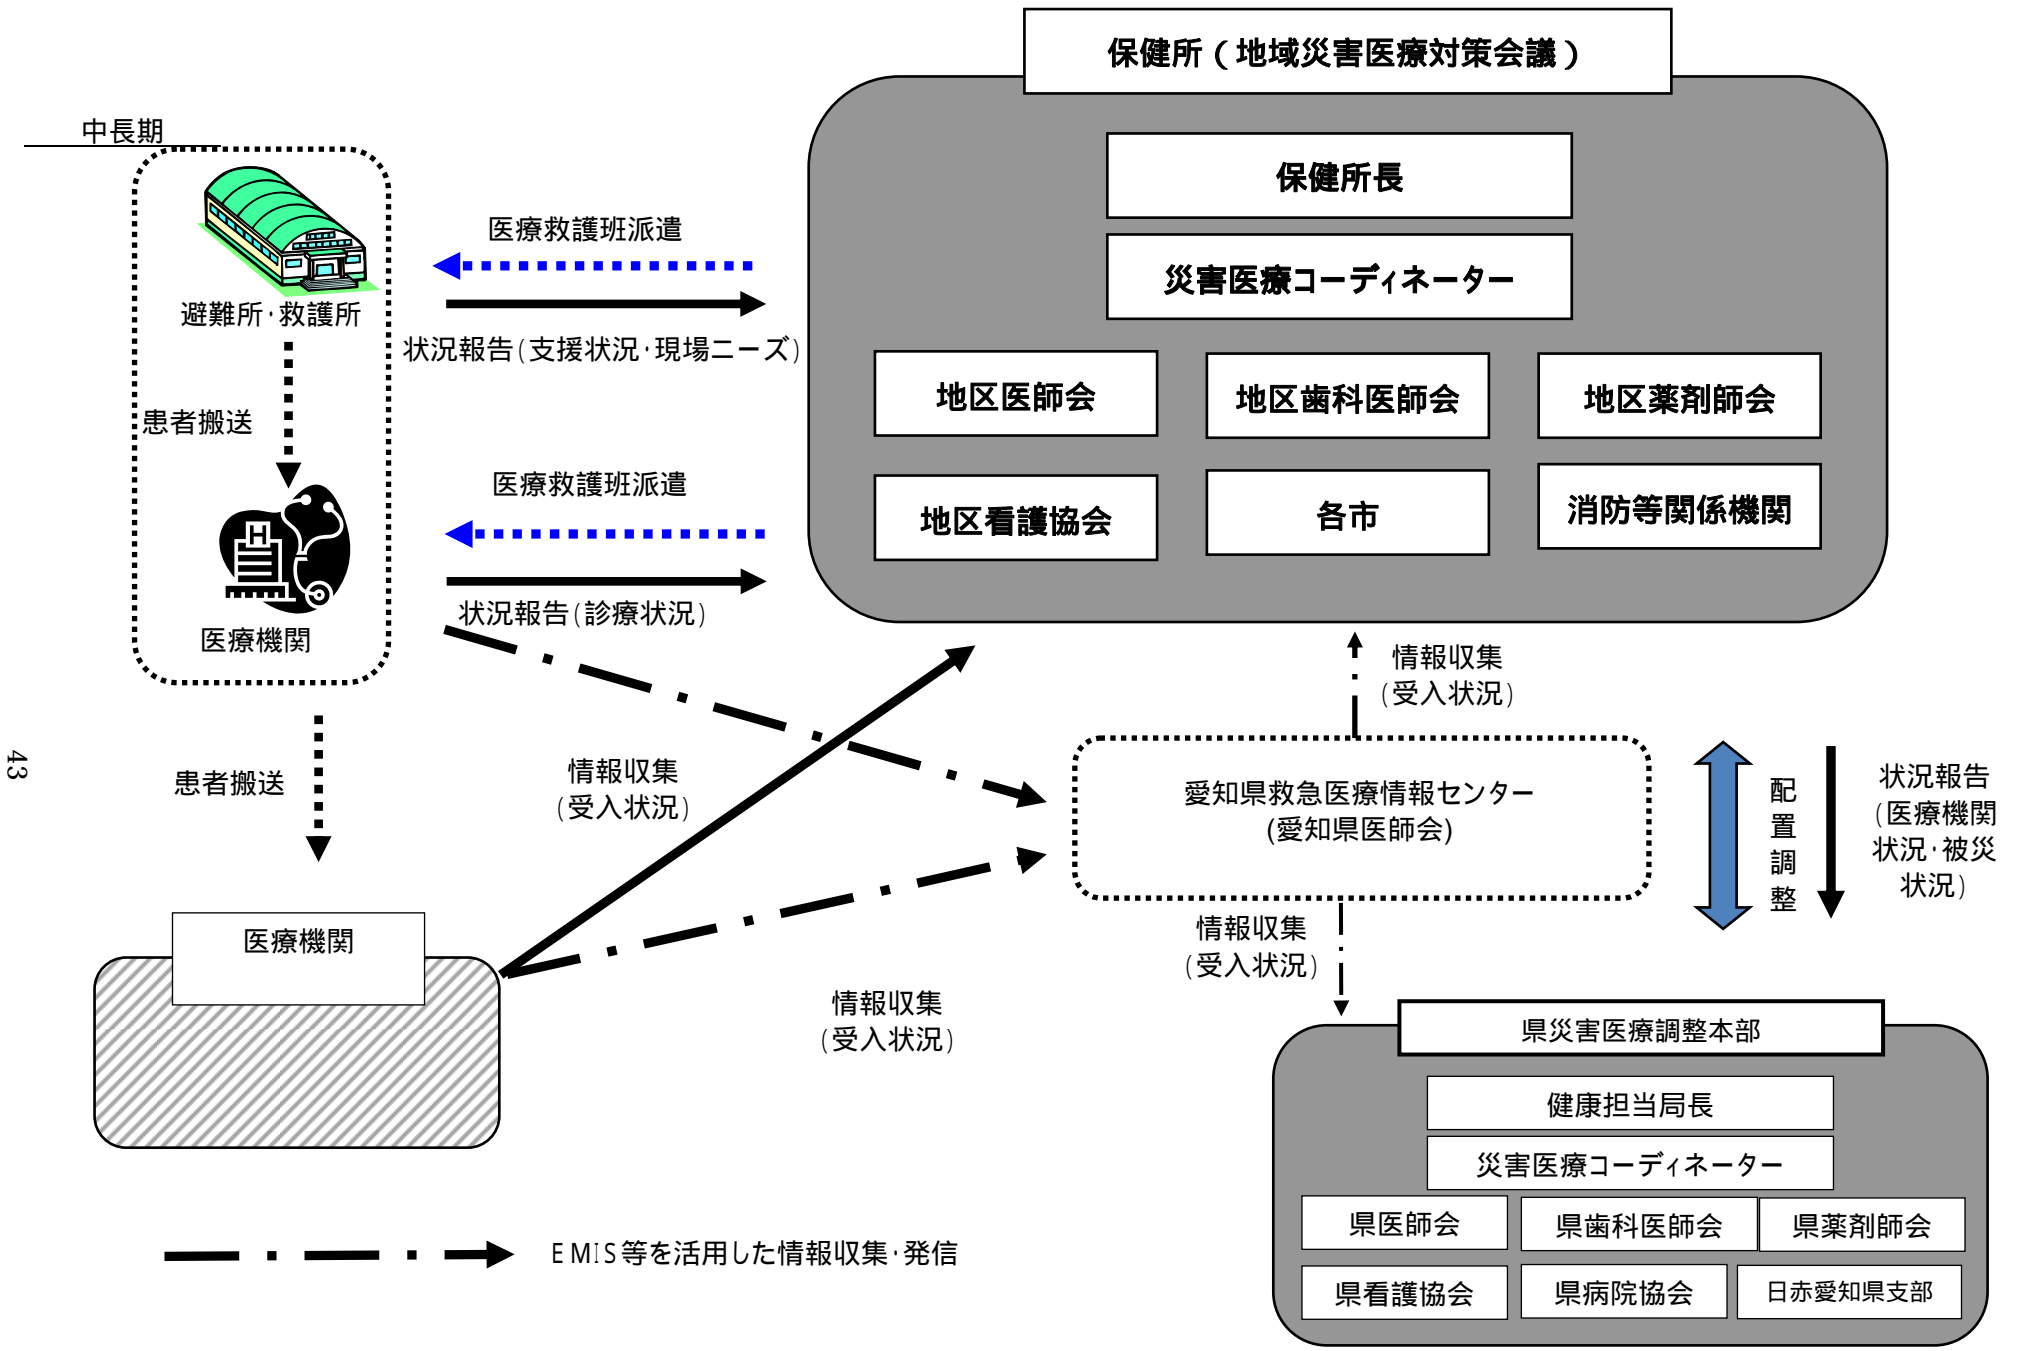 保健所（地域災害医療対策会議）
中長期
保健所長
医療救護班派遣
災害医療コーディネーター
避難所･救護所
状況報告(支援状況･現場ニーズ)
地区医師会
地区歯科医師会
地区薬剤師会
患者搬送
医療救護班派遣
地区看護協会
各市
消防等関係機関
状況報告(診療状況)
医療機関
情報収集
(受入状況)
43
患者搬送
情報収集
(受入状況)
愛知県救急医療情報センター
(愛知県医師会)
配
置
調
整
状況報告
(医療機関
状況･被災
状況)
医療機関
情報収集
(受入状況)
情報収集
(受入状況)
県災害医療調整本部
健康担当局長
災害医療コーディネーター
県医師会
県歯科医師会
県薬剤師会
EMIS等を活用した情報収集･発信
県看護協会
県病院協会
日赤愛知県支部